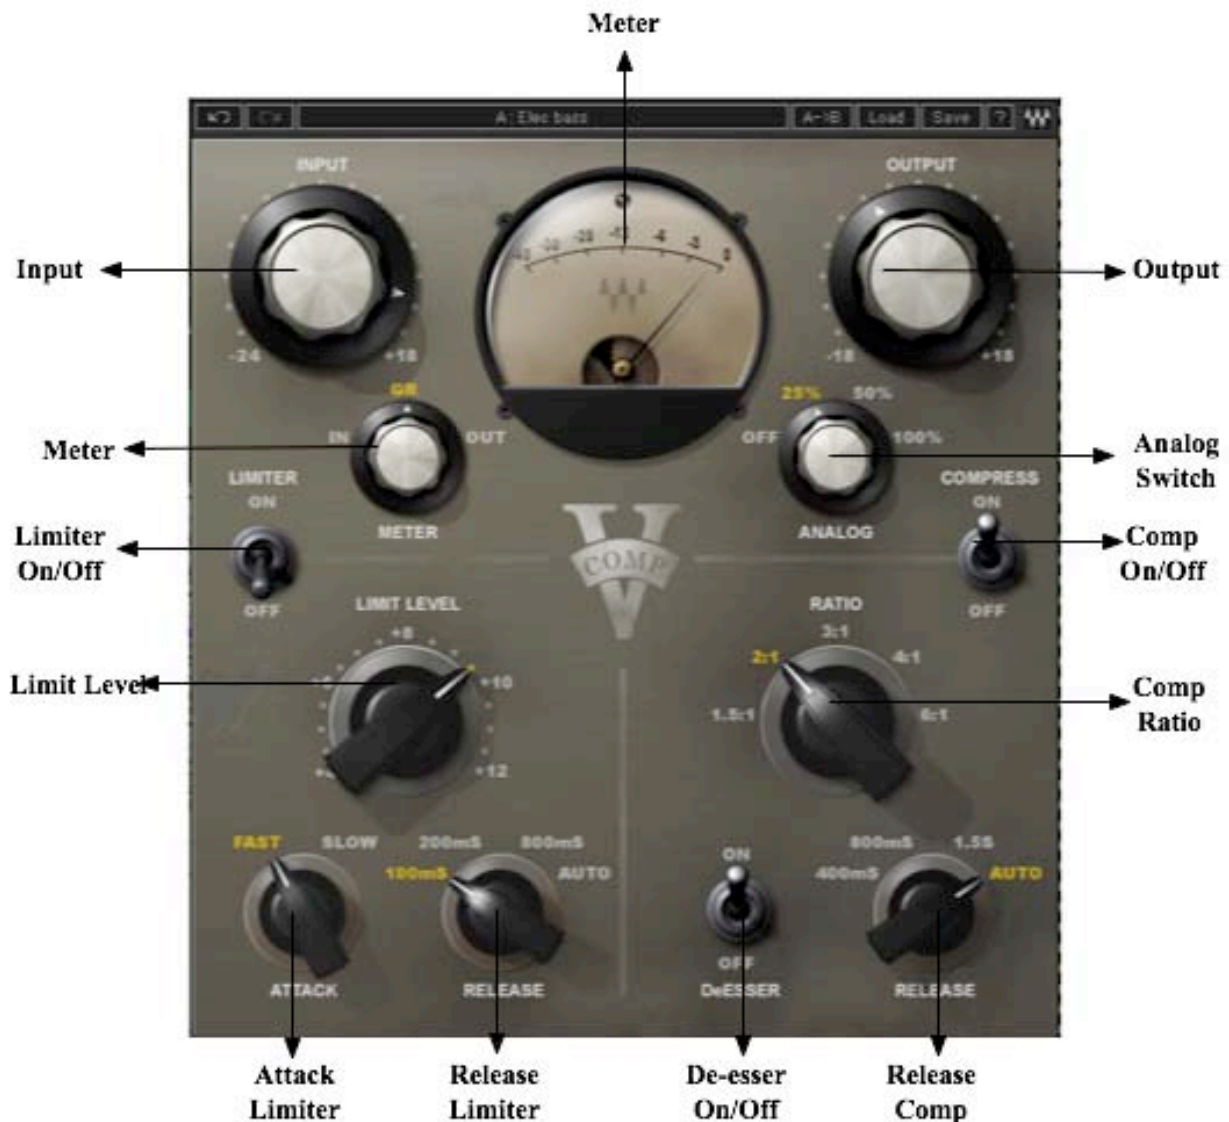 Meter
A: Elec bass
A->B
Load
Save
?
INPUT
OUTPUT
Input
Output
-24
+18
-18
+18
GR
IN
OUT
METER
25%
50%
OFF
100%
ANALOG
Meter
Analog
Switch
LIMITER
ON
OFF
COMPRESS
ON
OFF
Limiter
On/Off
Comp
On/Off
V
COMP
LIMIT LEVEL
+8
+10
+12
RATIO
3:1
2:1
4:1
1.5:1
6:1
Limit Level
Comp
Ratio
FAST
SLOW
ATTACK
200mS
800mS
100mS
AUTO
RELEASE
ON
OFF
DeESSER
800mS
1.5S
400mS
AUTO
RELEASE
Attack
Limiter
Release
Limiter
De-esser
On/Off
Release
Comp